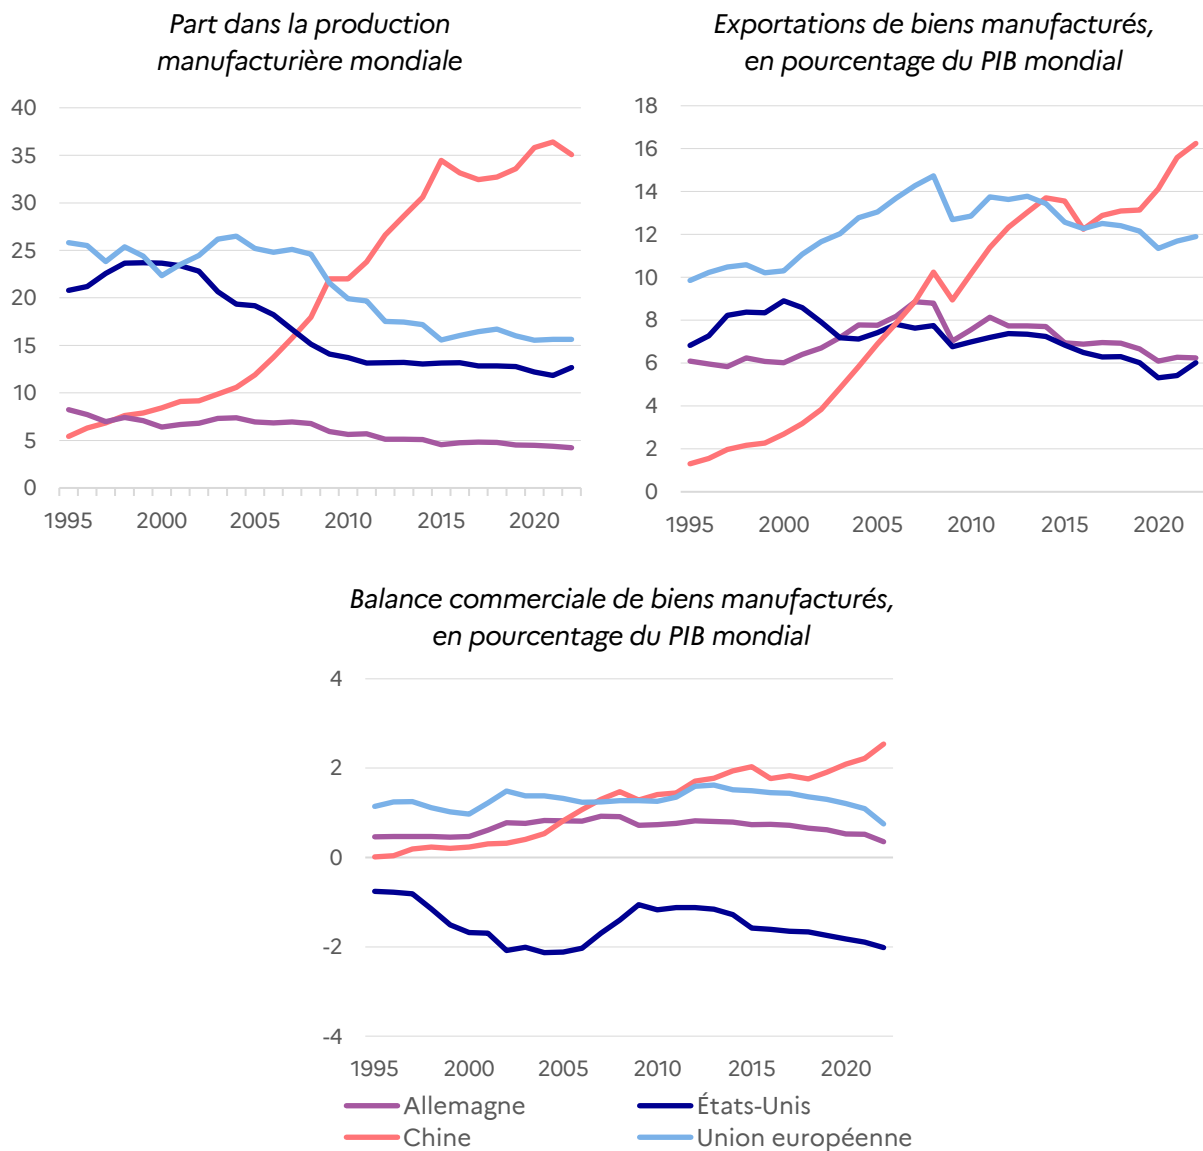 Part dans la production
manufacturière mondiale
40
35
30
25
20
15
10
5
0
1995 2000 2005 2010 2015 2020
Exportations de biens manufacturés,
en pourcentage du PIB mondial
18
16
14
12
10
8
6
4
2
0
1995 2000 2005 2010 2015 2020
Balance commerciale de biens manufacturés,
en pourcentage du PIB mondial
4
2
0
-2
-4
1995 2000 2005 2010 2015 2020
Allemagne États-Unis
Chine Union européenne